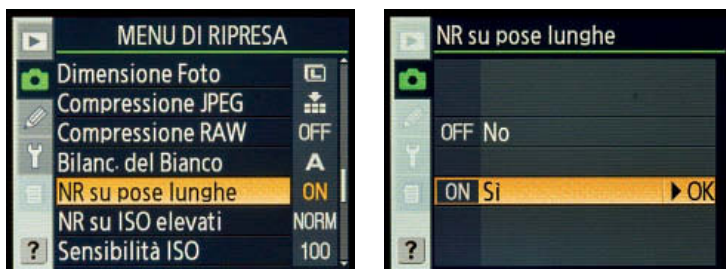 MENU DI RIPRESA
Dimensione Foto L
Compressione JPEG
Compressione RAW OFF
Bilanc. del Bianco A
NR su pose lunghe ON
NR su ISO elevati NORM
? Sensibilità ISO 100
NR su pose lunghe
OFF No
ON Si OK
?